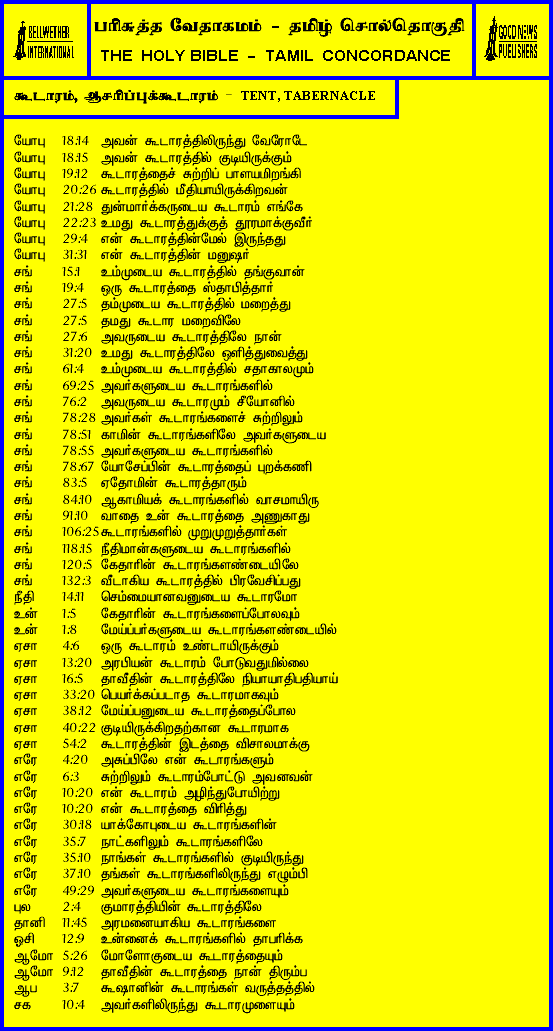 BELLWETHER INTERNATIONAL
பரிசுத்த வேதாகமம் - தமிழ் சொல்தொகுதி
THE HOLY BIBLE - TAMIL CONCORDANCE
GOOD NEWS PUBLISHERS
கூடாரம், ஆசரிப்புக்கூடாரம் - TENT, TABERNACLE
யோபு 18:14 அவன் கூடாரத்திலிருந்து வேரோடே
யோபு 18:15 அவன் கூடாரத்தில் குடியிருக்கும்
யோபு 19:12 கூடாரத்தைச் சுற்றிப் பாளயமிறங்கி
யோபு 20:26 கூடாரத்தில் மீதியாயிருக்கிறவன்
யோபு 21:28 துன்மார்க்கருடைய கூடாரம் எங்கே
யோபு 22:23 உமது கூடாரத்துக்குத் தூரமாக்குவீர்
யோபு 29:4 என் கூடாரத்தின்மேல் இருந்தது
யோபு 31:31 என் கூடாரத்தின் மனுஷர்
சங் 15:1 உம்முடைய கூடாரத்தில் தங்குவான்
சங் 19:4 ஒரு கூடாரத்தை ஸ்தாபித்தார்
சங் 27:5 தம்முடைய கூடாரத்தில் மறைத்து
சங் 27:5 தமது கூடார மறைவிலே
சங் 27:6 அவருடைய கூடாரத்திலே நான்
சங் 31:20 உமது கூடாரத்திலே ஒளித்துவைத்து
சங் 61:4 உம்முடைய கூடாரத்தில் சதாகாலமும்
சங் 69:25 அவர்களுடைய கூடாரங்களில்
சங் 76:2 அவருடைய கூடாரமும் சீயோனில்
சங் 78:28 அவர்கள் கூடாரங்களைச் சுற்றிலும்
சங் 78:51 காமின் கூடாரங்களிலே அவர்களுடைய
சங் 78:55 அவர்களுடைய கூடாரங்களில்
சங் 78:67 யோசேப்பின் கூடாரத்தைப் புறக்கணி
சங் 83:5 ஏதோமின் கூடாரத்தாரும்
சங் 84:10 ஆகாமியக் கூடாரங்களில் வாசமாயிரு
சங் 91:10 வாதை உன் கூடாரத்தை அணுகாது
சங் 106:25 கூடாரங்களில் முறுமுறுத்தார்கள்
சங் 118:15 நீதிமான்களுடைய கூடாரங்களில்
சங் 120:5 கேதாரின் கூடாரங்களண்டையிலே
சங் 132:3 வீடாகிய கூடாரத்தில் பிரவேசிப்பது
நீதி 14:11 செம்மையானவனுடைய கூடாரமோ
உன் 1:5 கேதாரின் கூடாரங்களைப்போலவும்
உன் 1:8 மேய்ப்பர்களுடைய கூடாரங்களண்டையில்
ஏசா 4:6 ஒரு கூடாரம் உண்டாயிருக்கும்
ஏசா 13:20 அரபியன் கூடாரம் போடுவதுமில்லை
ஏசா 16:5 தாவீதின் கூடாரத்திலே நியாயாதிபதியாய்
ஏசா 33:20 பெயர்க்கப்படாத கூடாரமாகவும்
ஏசா 38:12 மேய்ப்பனுடைய கூடாரத்தைப்போல
ஏசா 40:22 குடியிருக்கிறதற்கான கூடாரமாக
ஏசா 54:2 கூடாரத்தின் இடத்தை விசாலமாக்கு
எரே 4:20 அசுப்பிலே என் கூடாரங்களும்
எரே 6:3 சுற்றிலும் கூடாரம்போட்டு அவனவன்
எரே 10:20 என் கூடாரம் அழிந்துபோயிற்று
எரே 10:20 என் கூடாரத்தை விரித்து
எரே 30:18 யாக்கோபுடைய கூடாரங்களின்
எரே 35:7 நாட்களிலும் கூடாரங்களிலே
எரே 35:10 நாங்கள் கூடாரங்களில் குடியிருந்து
எரே 37:10 தங்கள் கூடாரங்களிலிருந்து எழும்பி
எரே 49:29 அவர்களுடைய கூடாரங்களையும்
புல 2:4 குமாரத்தியின் கூடாரத்திலே
தானி 11:45 அரமனையாகிய கூடாரங்களை
ஓசி 12:9 உன்னைக் கூடாரங்களில் தாபரிக்க
ஆமோ 5:26 மோளோகுடைய கூடாரத்தையும்
ஆமோ 9:12 தாவீதின் கூடாரத்தை நான் திரும்ப
ஆப 3:7 கூஷானின் கூடாரங்கள் வருத்தத்தில்
சக 10:4 அவர்களிலிருந்து கூடாரமுளையும்